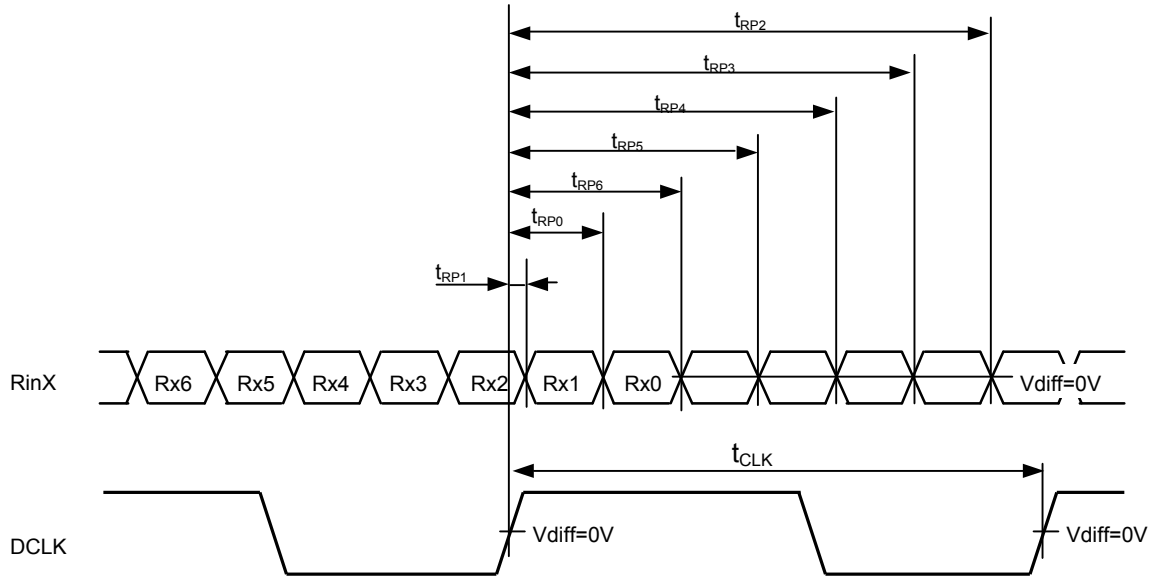 tRP2
tRP3
tRP4
tRP5
tRP6
tRP0
tRP1
RinX Rx6 Rx5 Rx4 Rx3 Rx2 Rx1 Rx0 Vdiff=0V
tCLK
DCLK Vdiff=0V Vdiff=0V